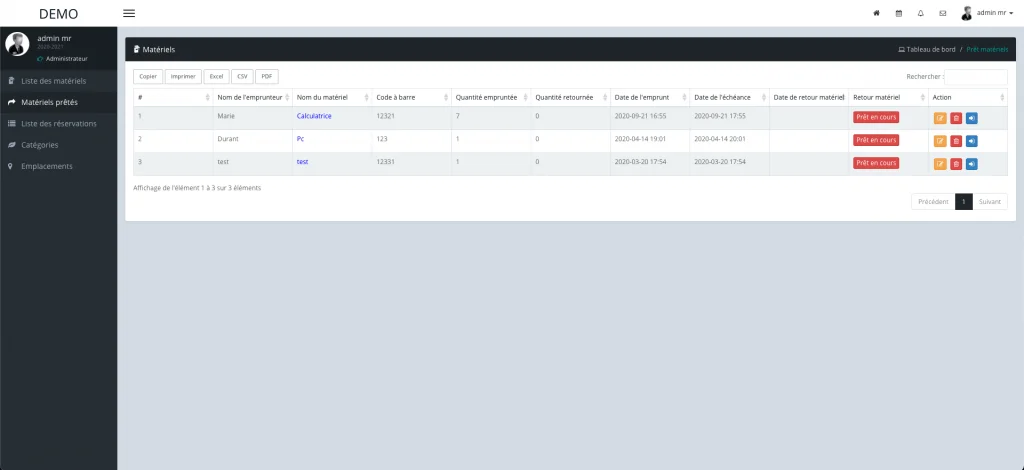 DEMO
admin mr
admin mr
2020-2021
Administrateur
Liste des matériels
Matériels prêtés
Liste des réservations
Catégories
Emplacements
Matériels
Tableau de bord / Prêt matériels
Copier Imprimer Excel CSV PDF
Rechercher :
# Nom de l'emprunteur Nom du matériel Code à barre Quantité empruntée Quantité retournée Date de l'emprunt Date de l'échéance Date de retour matériel Retour matériel Action
1 Marie Calculatrice 12321 7 0 2020-09-21 16:55 2020-09-21 17:55 Prêt en cours
2 Durant Pc 123 1 0 2020-04-14 19:01 2020-04-14 20:01 Prêt en cours
3 test test 12331 1 0 2020-03-20 17:54 2020-03-20 17:54 Prêt en cours
Affichage de l'élément 1 à 3 sur 3 éléments
Précédent 1 Suivant